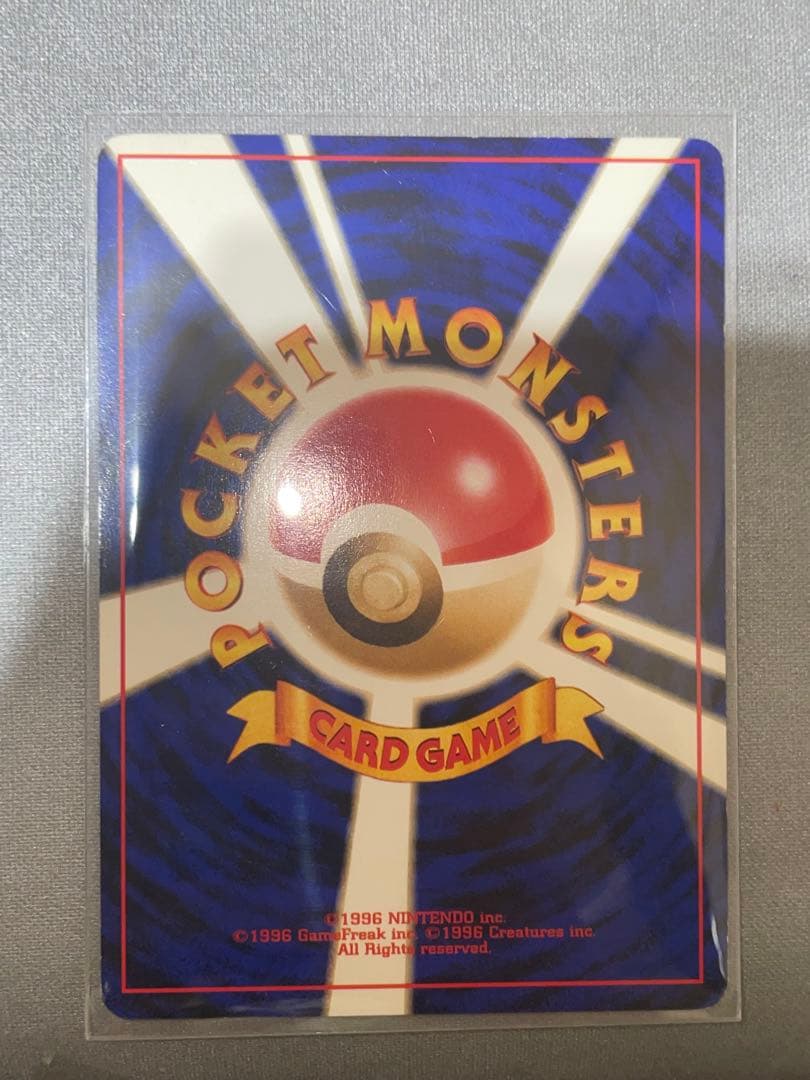 POCKET MONSTERS
CARD GAME
©1996 NINTENDO inc.
©1996 GameFreak inc. ©1996 Creatures inc.
All Rights reserved.